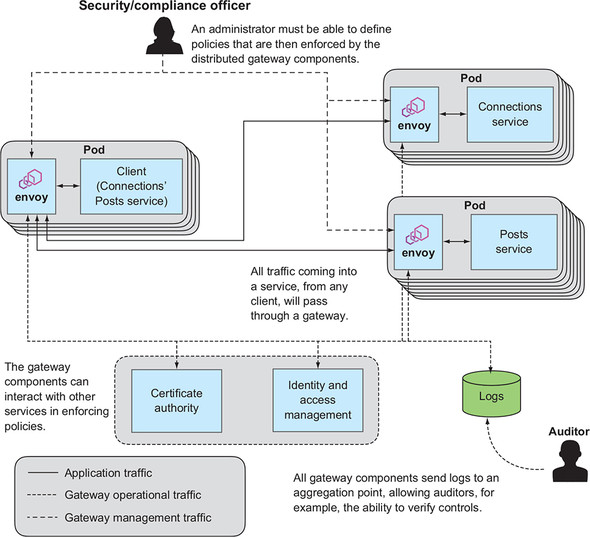 Security/compliance officer
An administrator must be able to define
policies that are then enforced by the
distributed gateway components.
Pod
envoy
Connections
service
Pod
envoy
Client
(Connections'
Posts service)
Pod
envoy
Posts
service
All traffic coming into
a service, from any
client, will pass
through a gateway.
The gateway
components can
interact with other
services in enforcing
policies.
Certificate
authority
Identity and
access
management
Logs
Auditor
Application traffic
Gateway operational traffic
Gateway management traffic
All gateway components send logs to an
aggregation point, allowing auditors, for
example, the ability to verify controls.